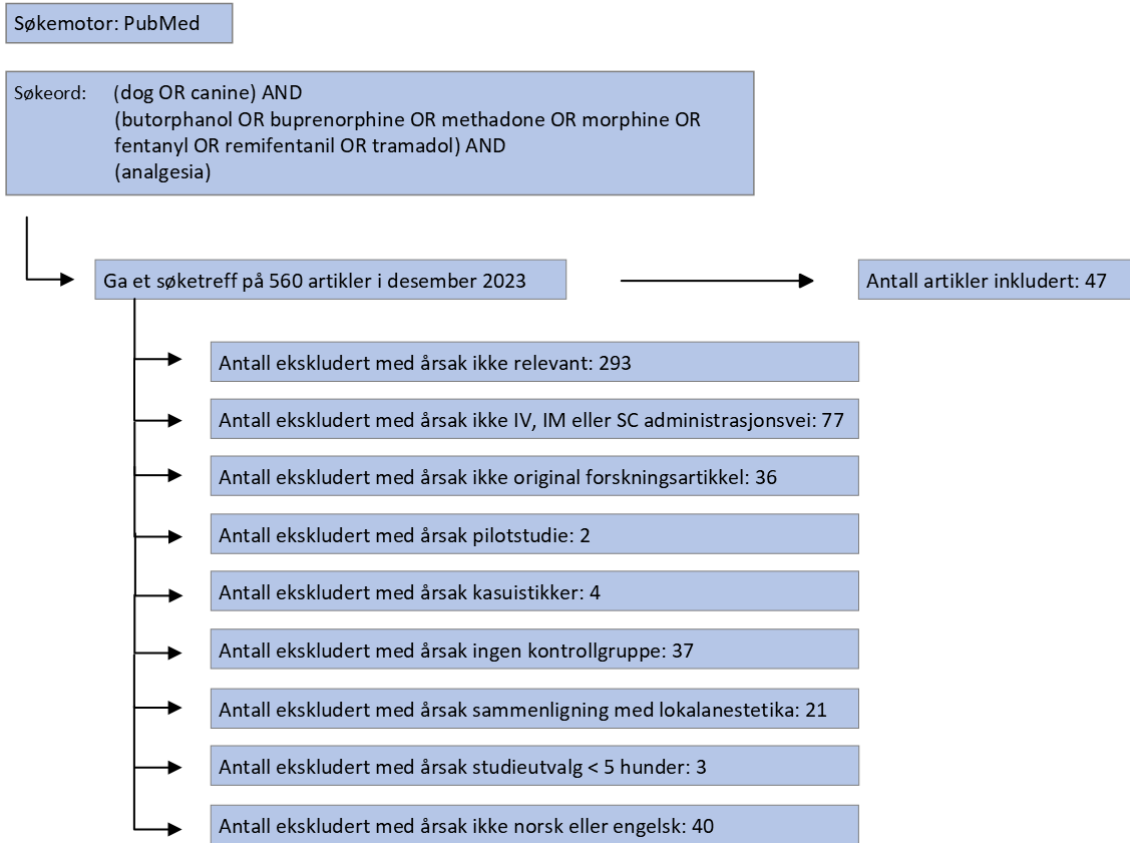 Søkemotor: PubMed
Søkeord: (dog OR canine) AND
(butorphanol OR buprenorphine OR methadone OR morphine OR
fentanyl OR remifentanil OR tramadol) AND
(analgesia)
Ga et søketreff på 560 artikler i desember 2023
Antall artikler inkludert: 47
Antall ekskludert med årsak ikke relevant: 293
Antall ekskludert med årsak ikke IV, IM eller SC administrasjonsvei: 77
Antall ekskludert med årsak ikke original forskningsartikkel: 36
Antall ekskludert med årsak pilotstudie: 2
Antall ekskludert med årsak kasuistikker: 4
Antall ekskludert med årsak ingen kontrollgruppe: 37
Antall ekskludert med årsak sammenligning med lokalanestetika: 21
Antall ekskludert med årsak studieutvalg < 5 hunder: 3
Antall ekskludert med årsak ikke norsk eller engelsk: 40